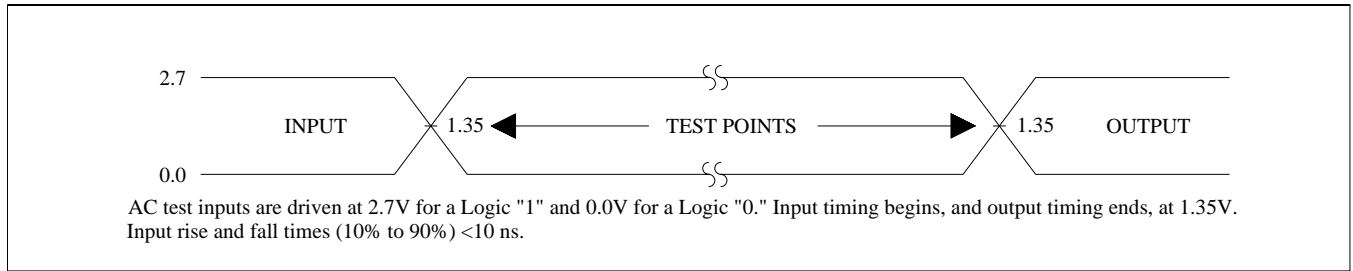 2.7
INPUT 1.35 TEST POINTS 1.35 OUTPUT
0.0
AC test inputs are driven at 2.7V for a Logic "1" and 0.0V for a Logic "0." Input timing begins, and output timing ends, at 1.35V.
Input rise and fall times (10% to 90%) <10 ns.